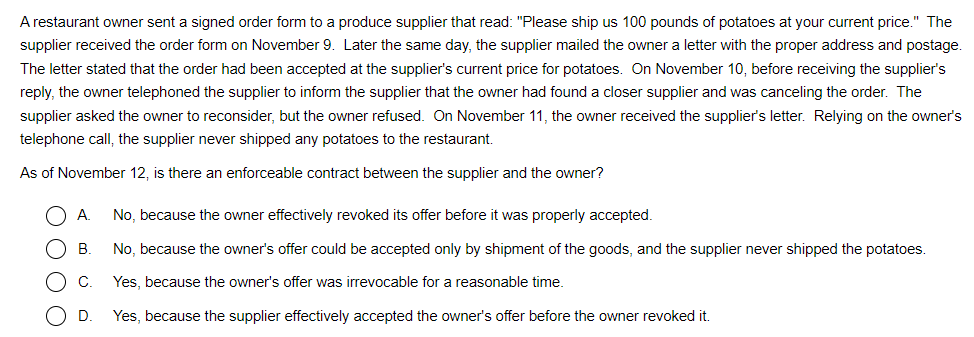 A restaurant owner sent a signed order form to a produce supplier that read: "Please ship us 100 pounds of potatoes at your current price."  The
supplier received the order form on November 9.  Later the same day, the supplier mailed the owner a letter with the proper address and postage.
The letter stated that the order had been accepted at the supplier's current price for potatoes.  On November 10, before receiving the supplier's
reply, the owner telephoned the supplier to inform the supplier that the owner had found a closer supplier and was canceling the order.  The
supplier asked the owner to reconsider, but the owner refused.  On November 11, the owner received the supplier's letter.  Relying on the owner's
telephone call, the supplier never shipped any potatoes to the restaurant.
As of November 12, is there an enforceable contract between the supplier and the owner?
A. No, because the owner effectively revoked its offer before it was properly accepted.
B. No, because the owner's offer could be accepted only by shipment of the goods, and the supplier never shipped the potatoes.
C. Yes, because the owner's offer was irrevocable for a reasonable time.
D. Yes, because the supplier effectively accepted the owner's offer before the owner revoked it.